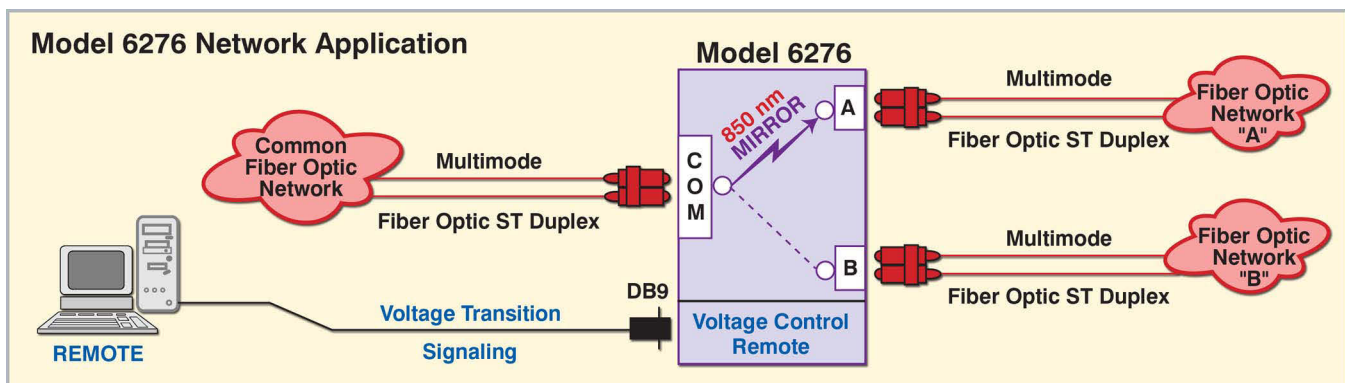 Model 6276 Network Application
Model 6276
Common
Fiber Optic
Network
Multimode
Fiber Optic ST Duplex
COM
850 nm
MIRROR
A
B
Multimode
Fiber Optic ST Duplex
Fiber Optic
Network
"A"
Multimode
Fiber Optic ST Duplex
Fiber Optic
Network
"B"
REMOTE
Voltage Transition
Signaling
DB9
Voltage Control
Remote